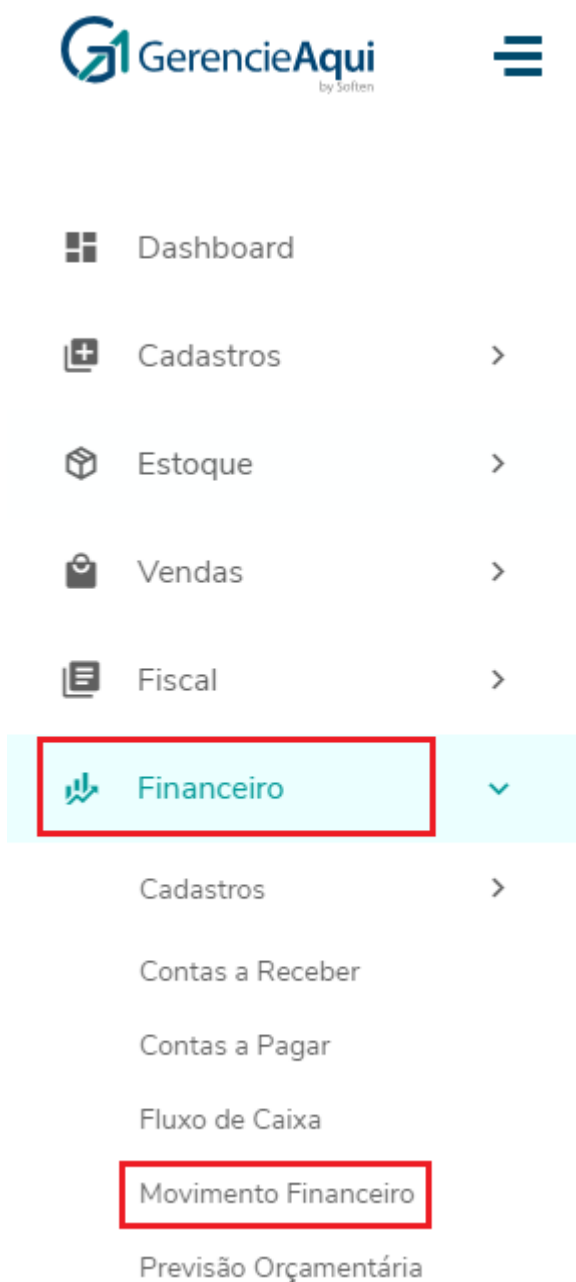 GerencieAqui
by Soften
Dashboard
Cadastros
Estoque
Vendas
Fiscal
Financeiro
Cadastros
Contas a Receber
Contas a Pagar
Fluxo de Caixa
Movimento Financeiro
Previsão Orçamentária